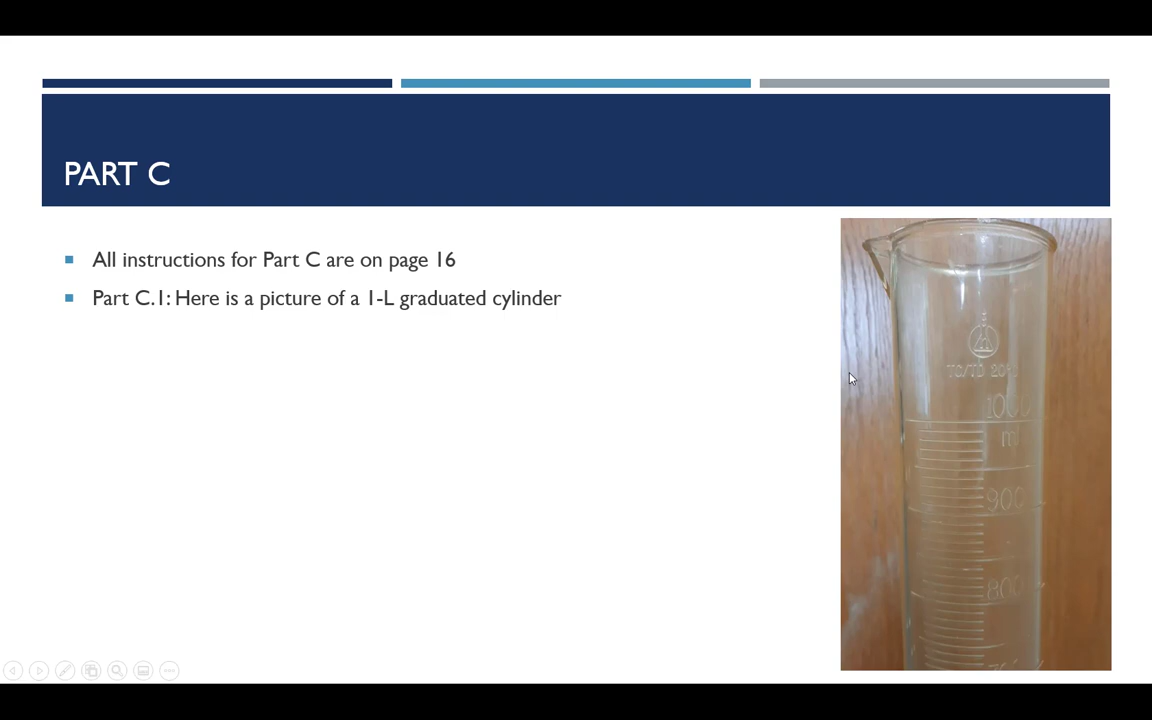 PART C
All instructions for Part C are on page 16
Part C.1: Here is a picture of a 1-L graduated cylinder
TC/TD
1000
ml
900
800